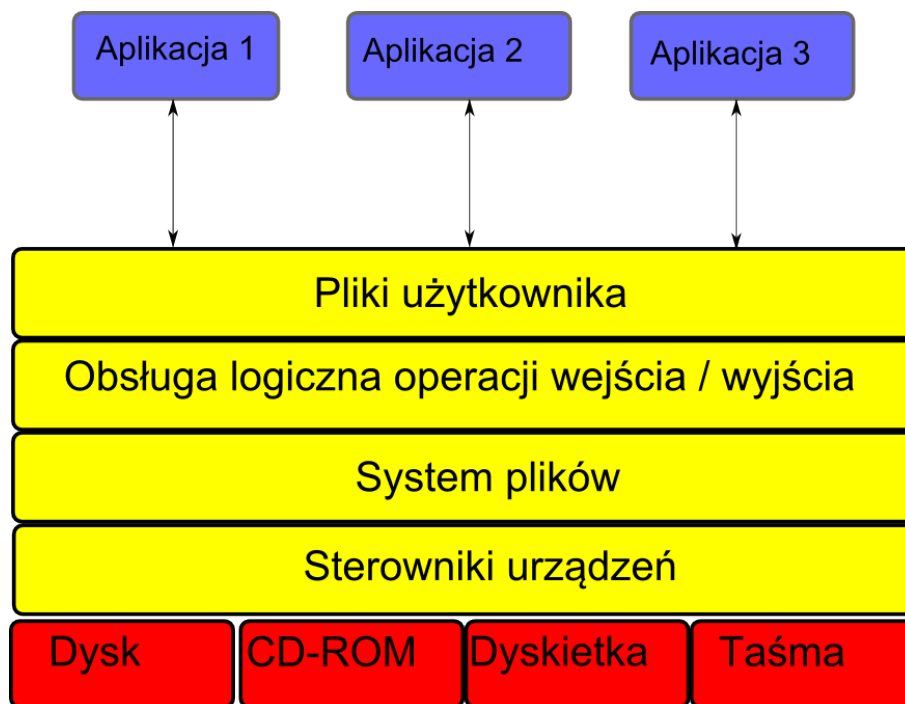 Aplikacja 1
Aplikacja 2
Aplikacja 3
Pliki użytkownika
Obsługa logiczna operacji wejścia / wyjścia
System plików
Sterowniki urządzeń
Dysk
CD-ROM
Dyskietka
Taśma